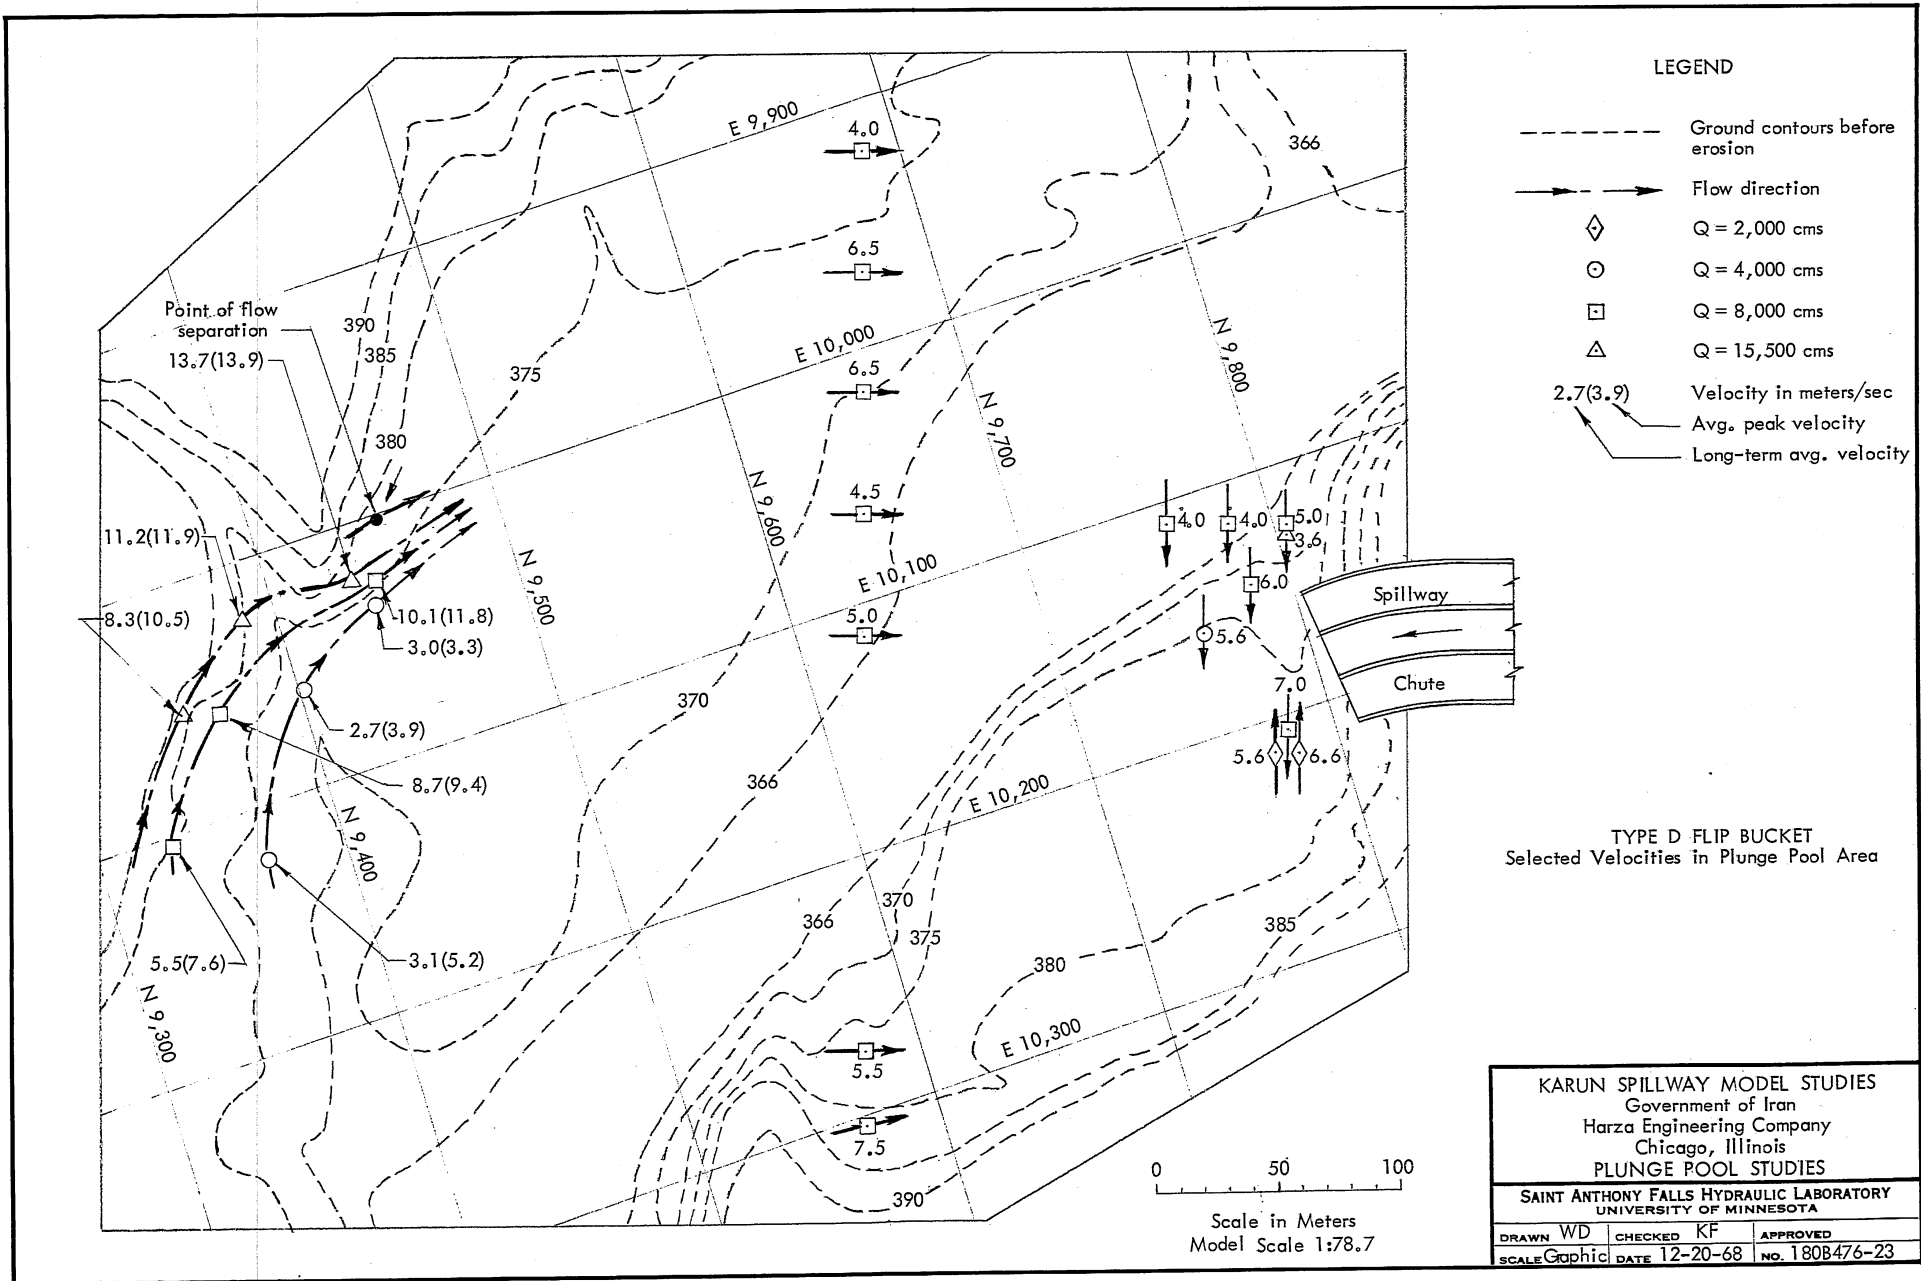 LEGEND
Ground contours before
erosion
Flow direction
Q = 2,000 cms
Q = 4,000 cms
Q = 8,000 cms
Q = 15,500 cms
2.7(3.9)
Velocity in meters/sec
Avg. peak velocity
Long-term avg. velocity
E 9,900
4.0
366
6.5
Point of flow
separation
13.7(13.9)
390
385
375
380
E 10,000
6.5
N 9,800
N 9,700
N 9,600
N 9,500
4.5
4.0
4.0
5.0
3.6
11.2(11.9)
E 10,100
6.0
Spillway
8.3(10.5)
10.1(11.8)
3.0(3.3)
5.0
5.6
Chute
7.0
370
2.7(3.9)
5.6
6.6
8.7(9.4)
366
E 10,200
N 9,400
TYPE D FLIP BUCKET
Selected Velocities in Plunge Pool Area
370
366
375
385
380
5.5(7.6)
3.1(5.2)
N 9,300
E 10,300
5.5
7.5
390
0 50 100
Scale in Meters
Model Scale 1:78.7
KARUN SPILLWAY MODEL STUDIES
Government of Iran
Harza Engineering Company
Chicago, Illinois
PLUNGE POOL STUDIES
SAINT ANTHONY FALLS HYDRAULIC LABORATORY
UNIVERSITY OF MINNESOTA
DRAWN WD CHECKED KF APPROVED
SCALE Graphic DATE 12-20-68 NO. 180B476-23